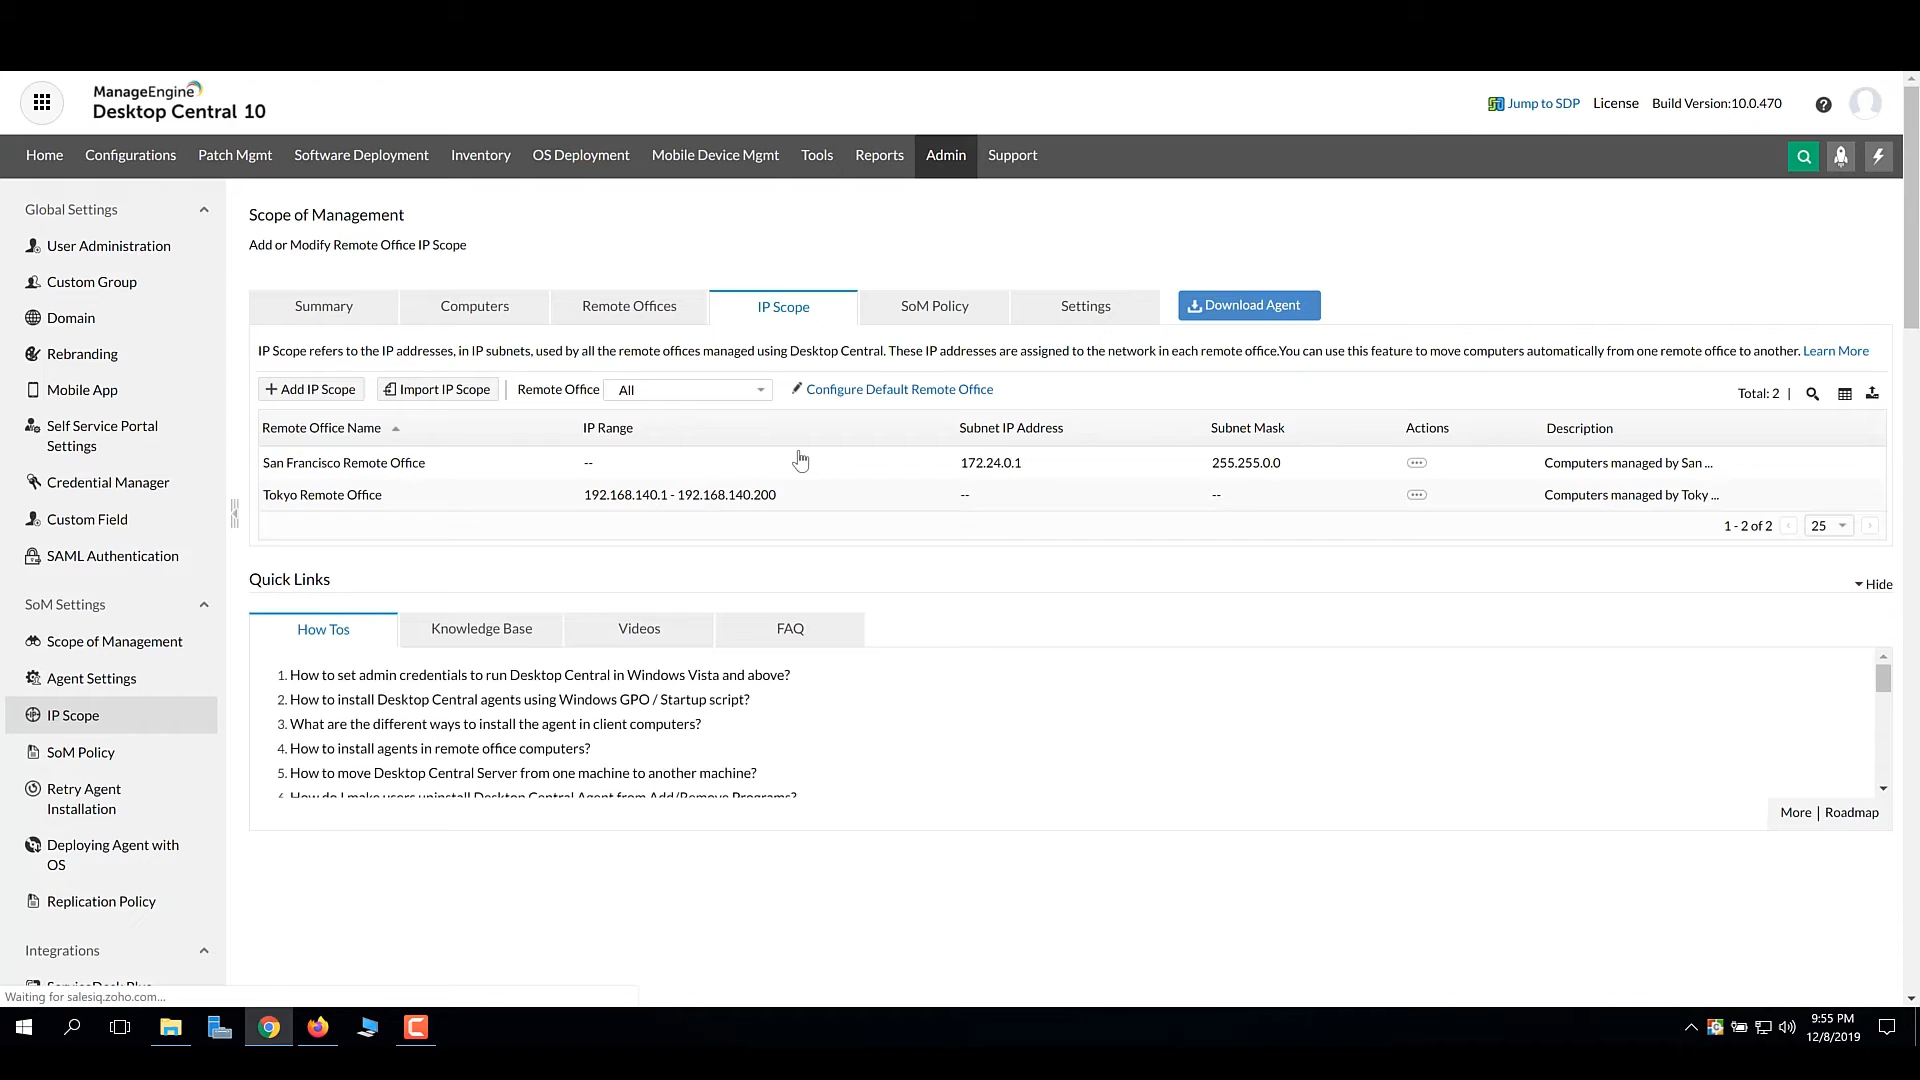 ManageEngine
Desktop Central 10
Jump to SDP License Build Version:10.0.470
Home Configurations Patch Mgmt Software Deployment Inventory OS Deployment Mobile Device Mgmt Tools Reports Admin Support
Global Settings
User Administration
Custom Group
Domain
Rebranding
Mobile App
Self Service Portal
Settings
Credential Manager
Custom Field
SAML Authentication
SoM Settings
Scope of Management
Agent Settings
IP Scope
SoM Policy
Retry Agent
Installation
Deploying Agent with
OS
Replication Policy
Integrations
ServiceDesk Plus
Scope of Management
Add or Modify Remote Office IP Scope
Summary Computers Remote Offices IP Scope SoM Policy Settings Download Agent
IP Scope refers to the IP addresses, in IP subnets, used by all the remote offices managed using Desktop Central. These IP addresses are assigned to the network in each remote office.You can use this feature to move computers automatically from one remote office to another. Learn More
+ Add IP Scope Import IP Scope | Remote Office All Configure Default Remote Office
Total: 2 |
Remote Office Name IP Range Subnet IP Address Subnet Mask Actions Description
San Francisco Remote Office -- 172.24.0.1 255.255.0.0 Computers managed by San ...
Tokyo Remote Office 192.168.140.1 - 192.168.140.200 -- -- Computers managed by Toky ...
1 - 2 of 2 25
Quick Links
Hide
How Tos Knowledge Base Videos FAQ
1. How to set admin credentials to run Desktop Central in Windows Vista and above?
2. How to install Desktop Central agents using Windows GPO / Startup script?
3. What are the different ways to install the agent in client computers?
4. How to install agents in remote office computers?
5. How to move Desktop Central Server from one machine to another machine?
6. How do I make users uninstall Desktop Central Agent from Add/Remove Programs?
More | Roadmap
Waiting for salesiq.zoho.com...
9:55 PM
12/8/2019